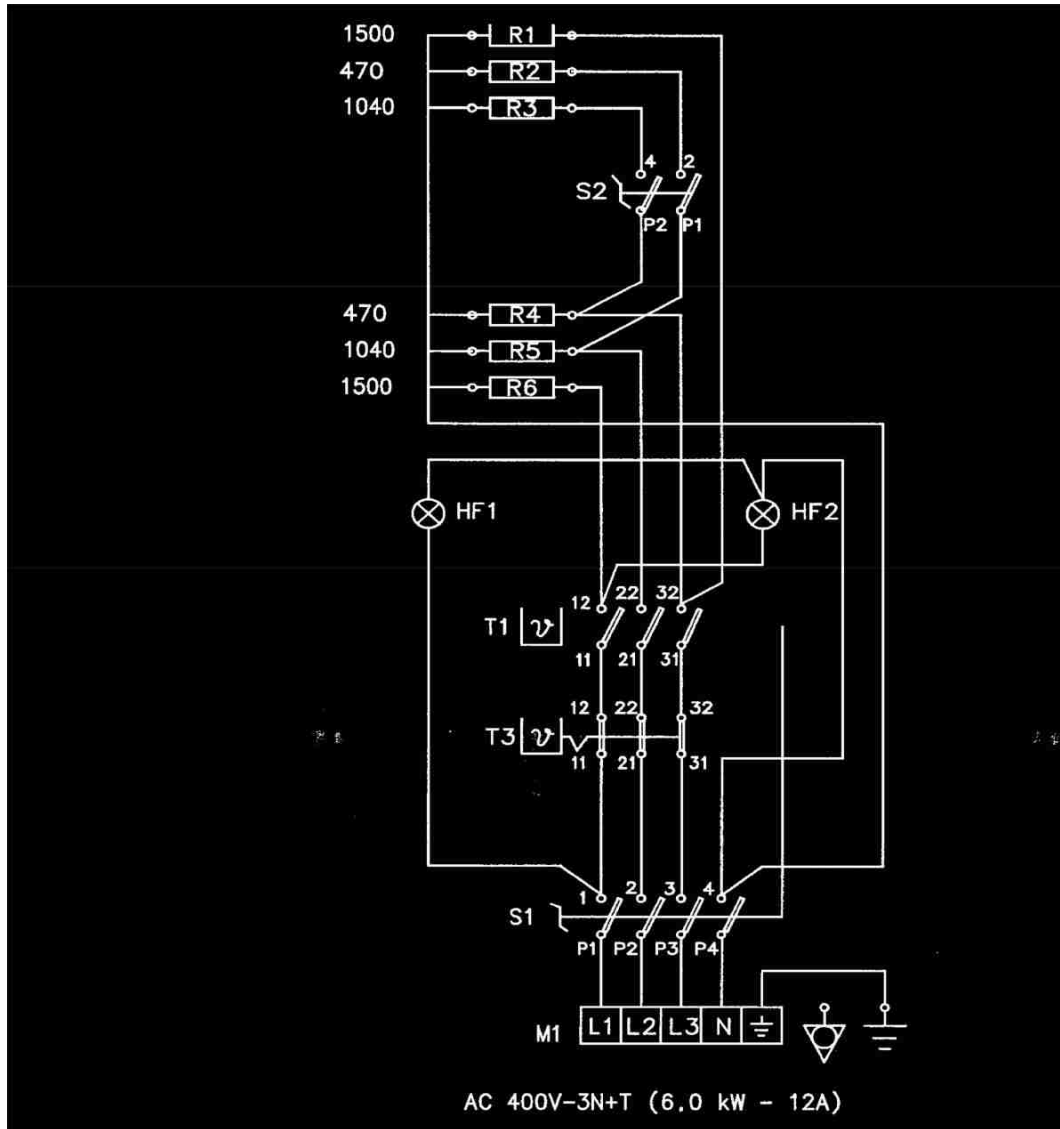 1500 R1
470 R2
1040 R3
4 2
S2
P2 P1
470 R4
1040 R5
1500 R6
HF1 HF2
12 22 32
T1 ϑ
11 21 31
12 22 32
T3 ϑ
11 21 31
1 2 3 4
S1
P1 P2 P3 P4
M1 L1 L2 L3 N
AC 400V-3N+T (6.0 kW - 12A)